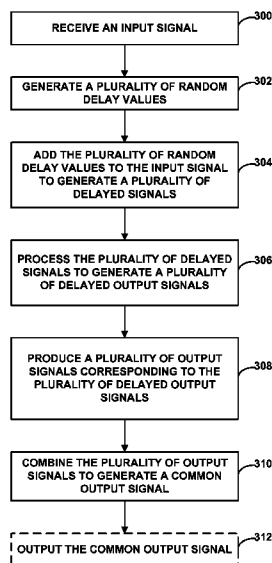 300
RECEIVE AN INPUT SIGNAL
302
GENERATE A PLURALITY OF RANDOM
DELAY VALUES
304
ADD THE PLURALITY OF RANDOM
DELAY VALUES TO THE INPUT SIGNAL
TO GENERATE A PLURALITY OF
DELAYED SIGNALS
306
PROCESS THE PLURALITY OF DELAYED
SIGNALS TO GENERATE A PLURALITY
OF DELAYED OUTPUT SIGNALS
308
PRODUCE A PLURALITY OF OUTPUT
SIGNALS CORRESPONDING TO THE
PLURALITY OF DELAYED OUTPUT
SIGNALS
310
COMBINE THE PLURALITY OF OUTPUT
SIGNALS TO GENERATE A COMMON
OUTPUT SIGNAL
312
OUTPUT THE COMMON OUTPUT SIGNAL